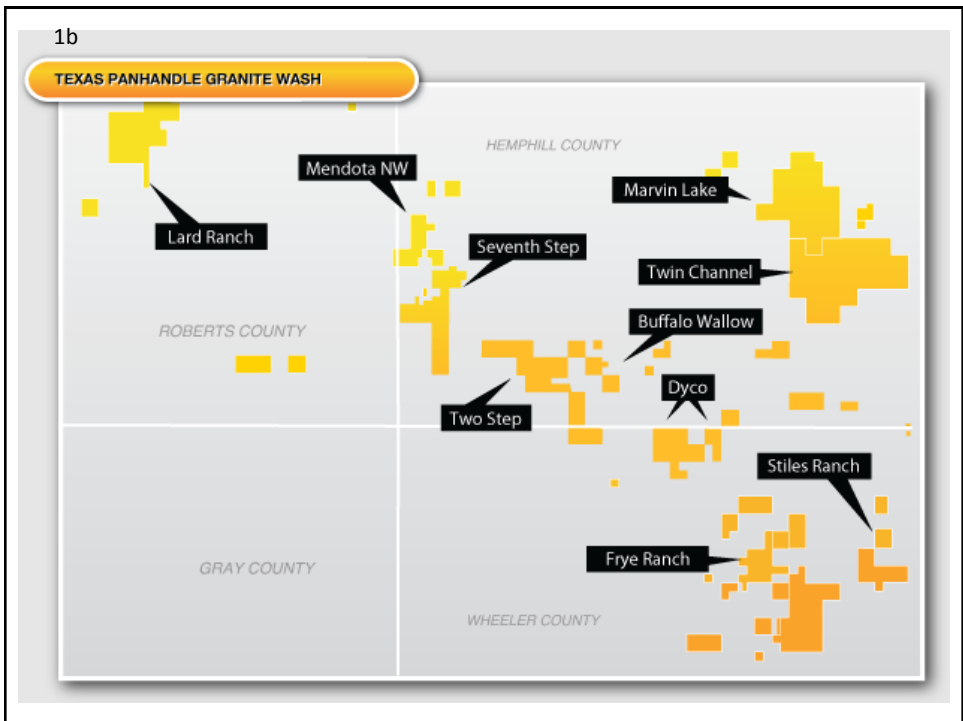 1b
TEXAS PANHANDLE GRANITE WASH
HEMPHILL COUNTY
Mendota NW
Marvin Lake
Lard Ranch
Seventh Step
Twin Channel
Buffalo Wallow
ROBERTS COUNTY
Dyco
Two Step
Stiles Ranch
Frye Ranch
GRAY COUNTY
WHEELER COUNTY